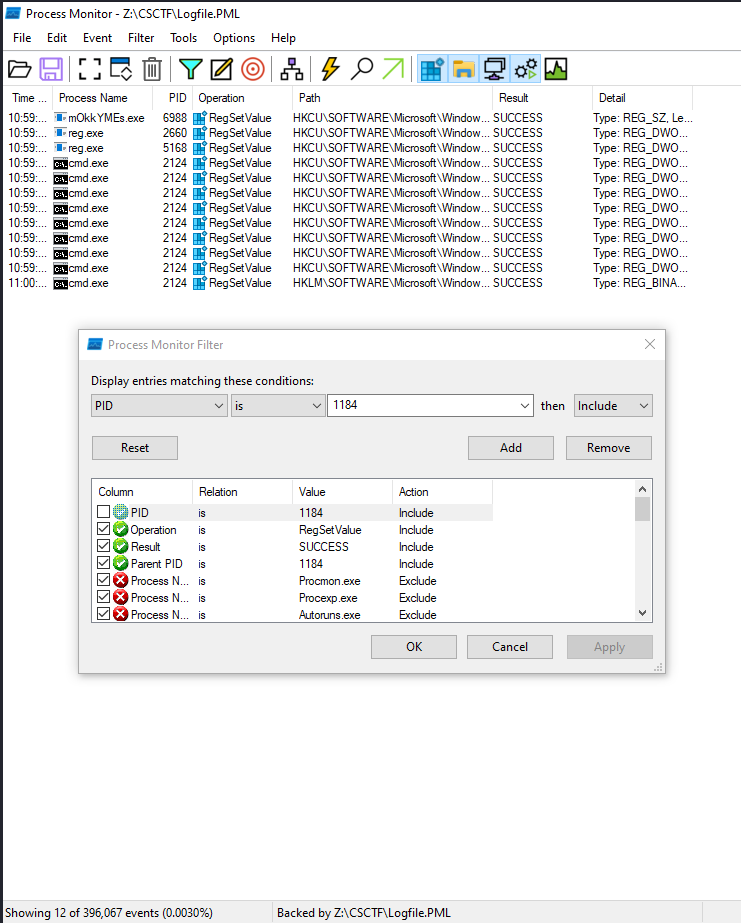 Process Monitor - Z:\CSCTF\Logfile.PML
File Edit Event Filter Tools Options Help
Time ... Process Name PID Operation Path Result Detail
10:59:... mOkkYMEs.exe 6988 RegSetValue HKCU\SOFTWARE\Microsoft\Window... SUCCESS Type: REG_SZ, Le...
10:59:... reg.exe 2660 RegSetValue HKCU\SOFTWARE\Microsoft\Window... SUCCESS Type: REG_DWO...
10:59:... reg.exe 5168 RegSetValue HKCU\SOFTWARE\Microsoft\Window... SUCCESS Type: REG_DWO...
10:59:... cmd.exe 2124 RegSetValue HKCU\SOFTWARE\Microsoft\Window... SUCCESS Type: REG_DWO...
10:59:... cmd.exe 2124 RegSetValue HKCU\SOFTWARE\Microsoft\Window... SUCCESS Type: REG_DWO...
10:59:... cmd.exe 2124 RegSetValue HKCU\SOFTWARE\Microsoft\Window... SUCCESS Type: REG_DWO...
10:59:... cmd.exe 2124 RegSetValue HKCU\SOFTWARE\Microsoft\Window... SUCCESS Type: REG_DWO...
10:59:... cmd.exe 2124 RegSetValue HKCU\SOFTWARE\Microsoft\Window... SUCCESS Type: REG_DWO...
10:59:... cmd.exe 2124 RegSetValue HKCU\SOFTWARE\Microsoft\Window... SUCCESS Type: REG_DWO...
10:59:... cmd.exe 2124 RegSetValue HKCU\SOFTWARE\Microsoft\Window... SUCCESS Type: REG_DWO...
10:59:... cmd.exe 2124 RegSetValue HKCU\SOFTWARE\Microsoft\Window... SUCCESS Type: REG_DWO...
11:00:... cmd.exe 2124 RegSetValue HKLM\SOFTWARE\Microsoft\Window... SUCCESS Type: REG_BINA...
Process Monitor Filter
Display entries matching these conditions:
PID is 1184 then Include
Reset Add Remove
Column Relation Value Action
PID is 1184 Include
Operation is RegSetValue Include
Result is SUCCESS Include
Parent PID is 1184 Include
Process N... is Procmon.exe Exclude
Process N... is Procexp.exe Exclude
Process N... is Autoruns.exe Exclude
OK Cancel Apply
Showing 12 of 396,067 events (0.0030%) Backed by Z:\CSCTF\Logfile.PML